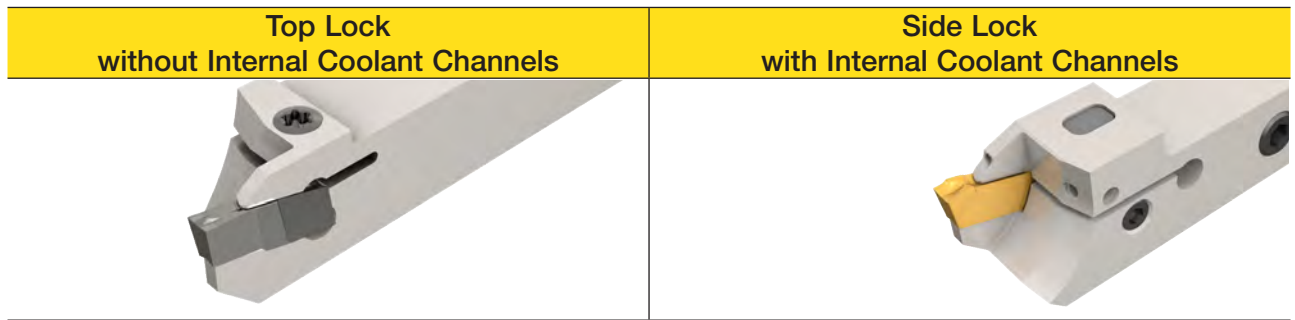 Top Lock
without Internal Coolant Channels
Side Lock
with Internal Coolant Channels